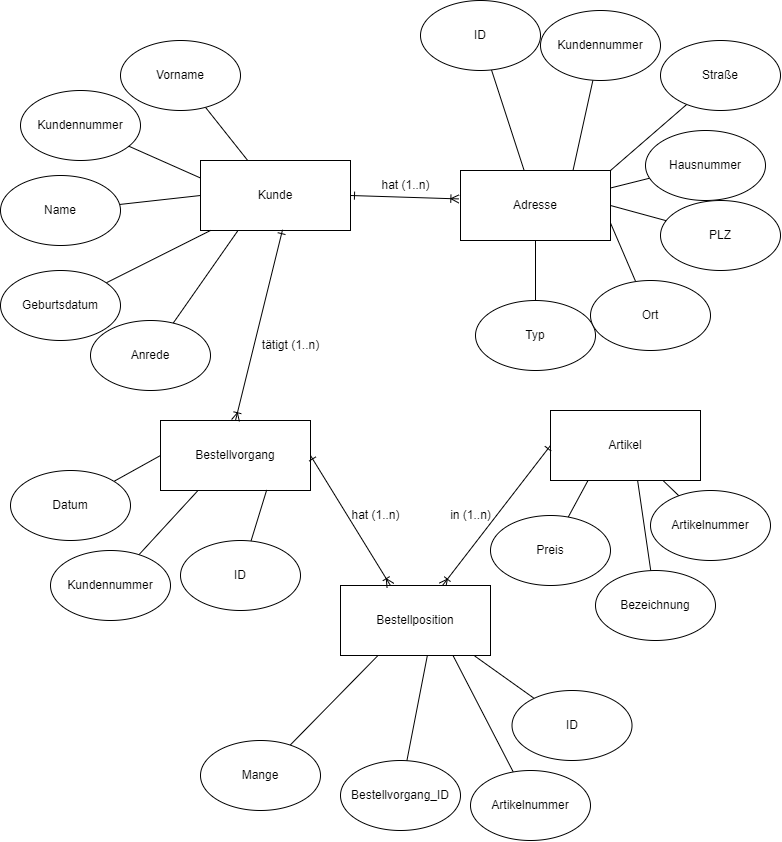 ID
Kundennummer
Vorname
Straße
Kundennummer
Hausnummer
Kunde
hat (1..n)
Adresse
Name
PLZ
Geburtsdatum
Ort
Anrede
tätigt (1..n)
Typ
Bestellvorgang
Artikel
Datum
hat (1..n)
in (1..n)
Artikelnummer
Preis
Kundennummer
ID
Bezeichnung
Bestellposition
ID
Mange
Bestellvorgang_ID
Artikelnummer